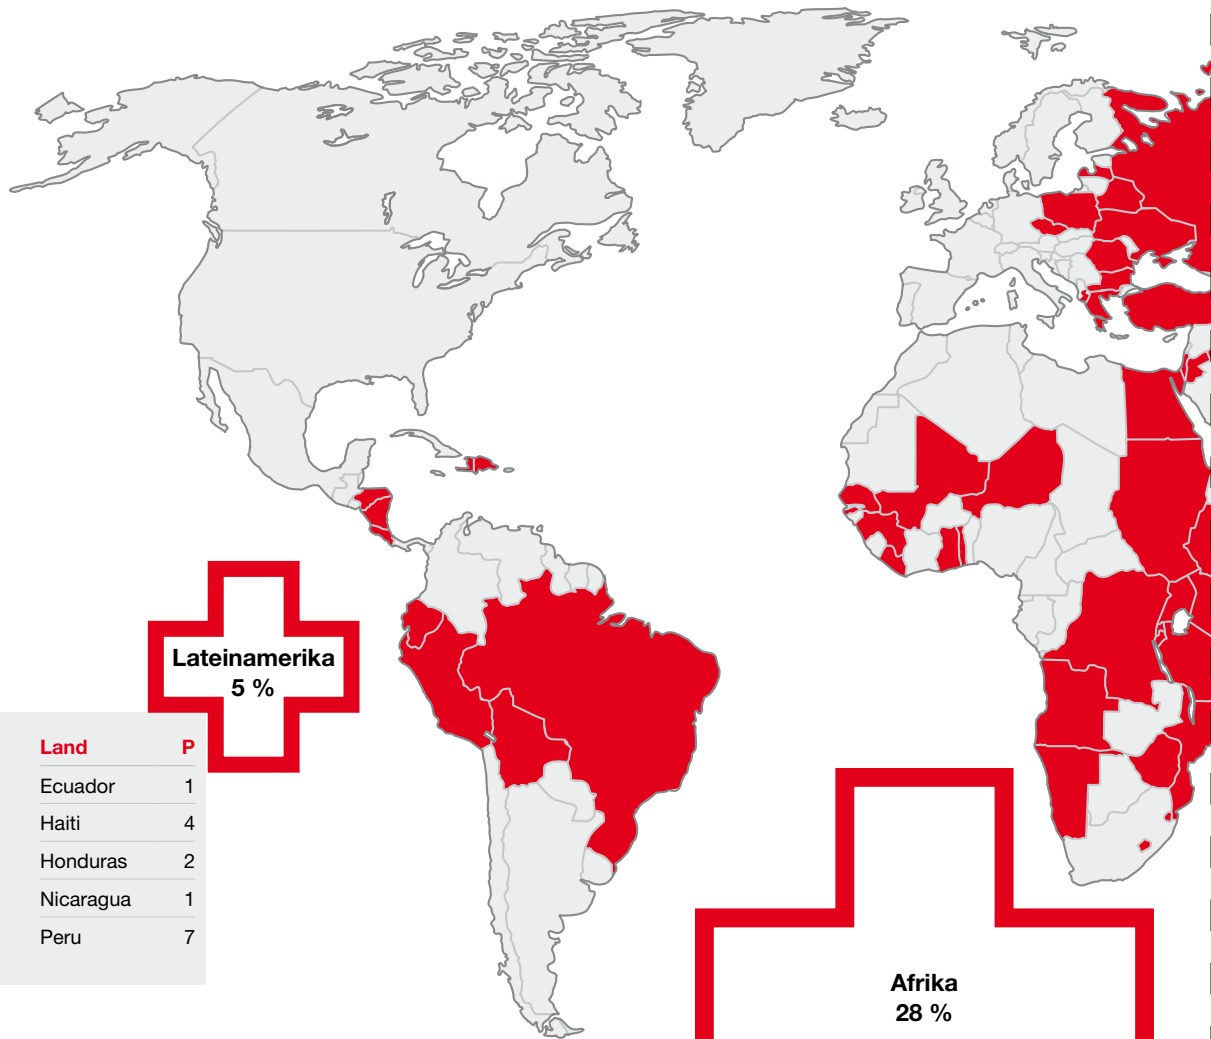 Lateinamerika
5 %
Land P
Ecuador 1
Haiti 4
Honduras 2
Nicaragua 1
Peru 7
Afrika
28 %